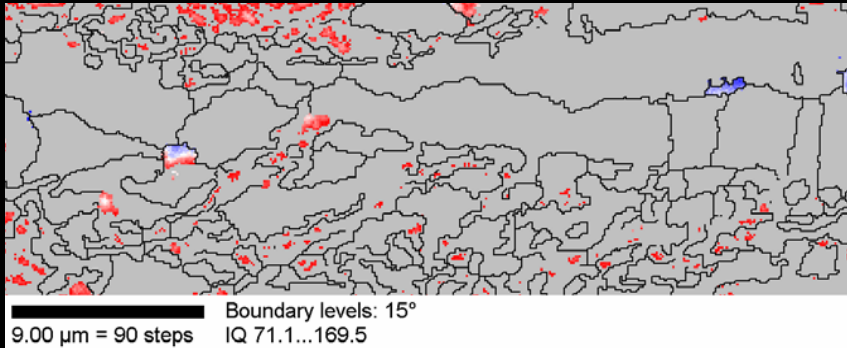 Boundary levels: 15°
9.00 µm = 90 steps IQ 71.1...169.5